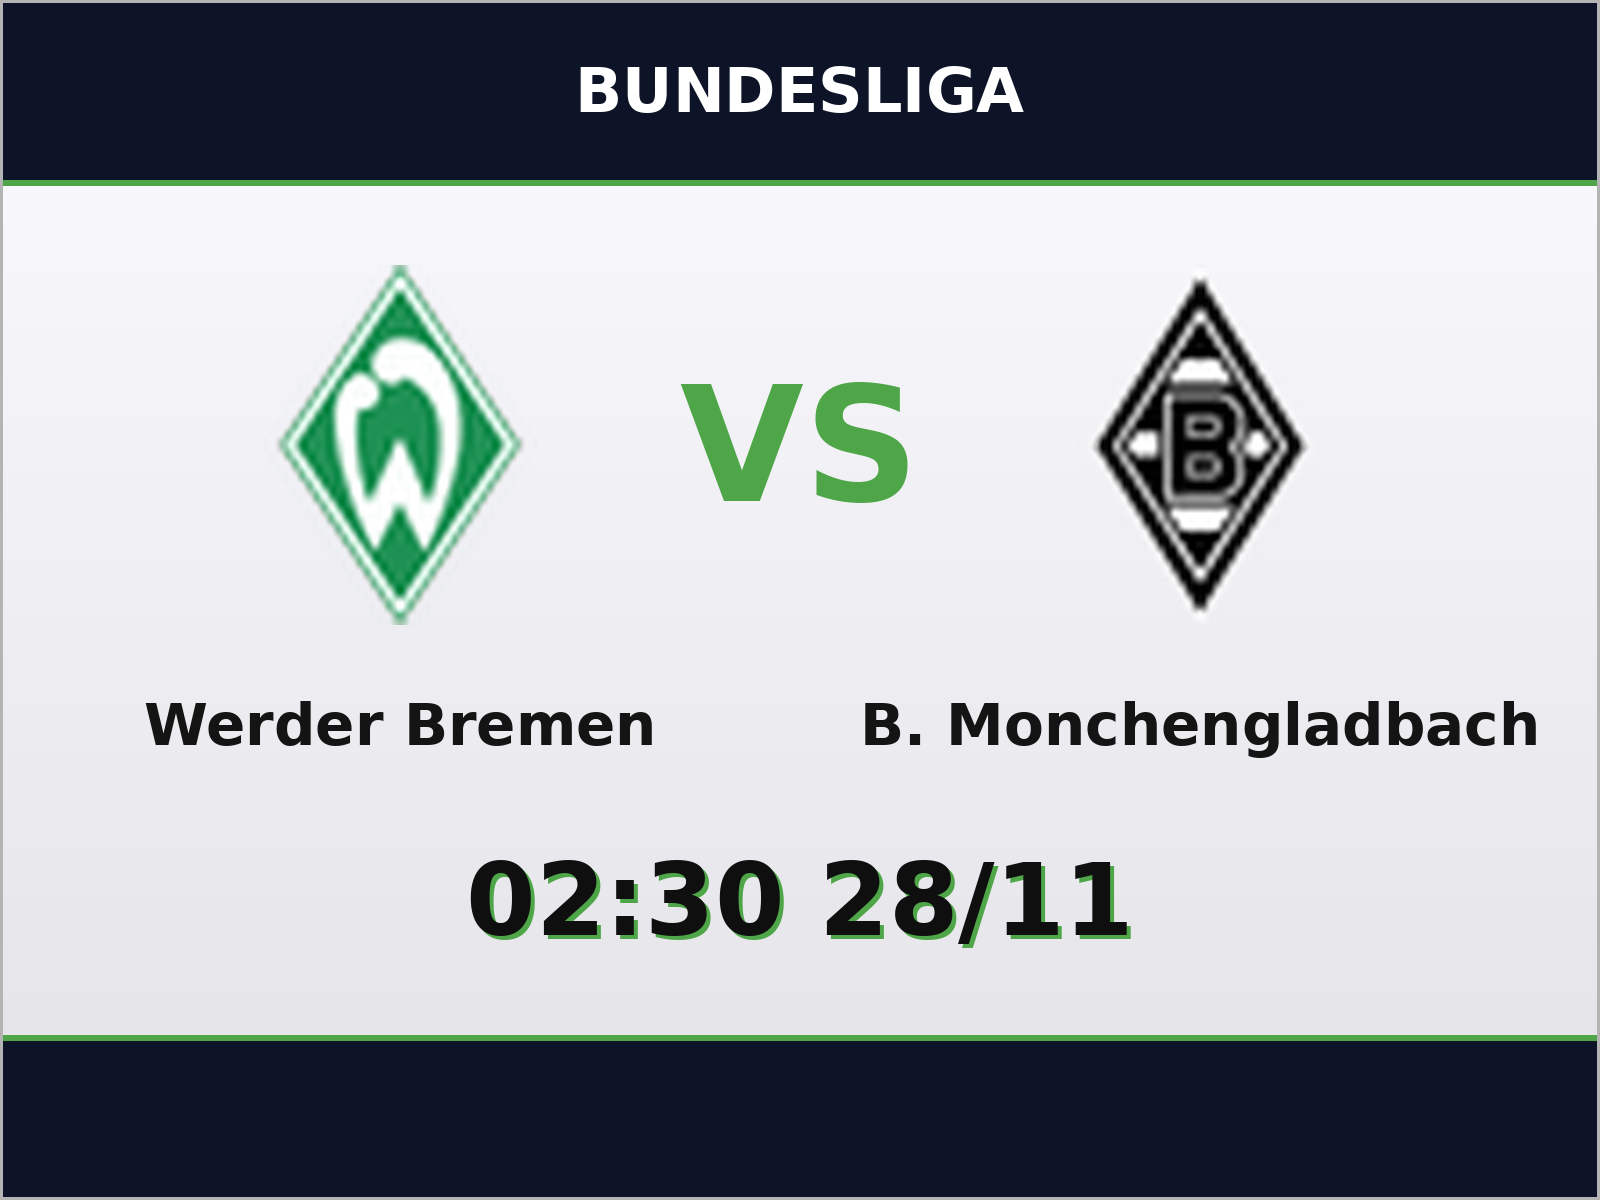 BUNDESLIGA
W
VS
B
Werder Bremen
B. Monchengladbach
02:30 28/11